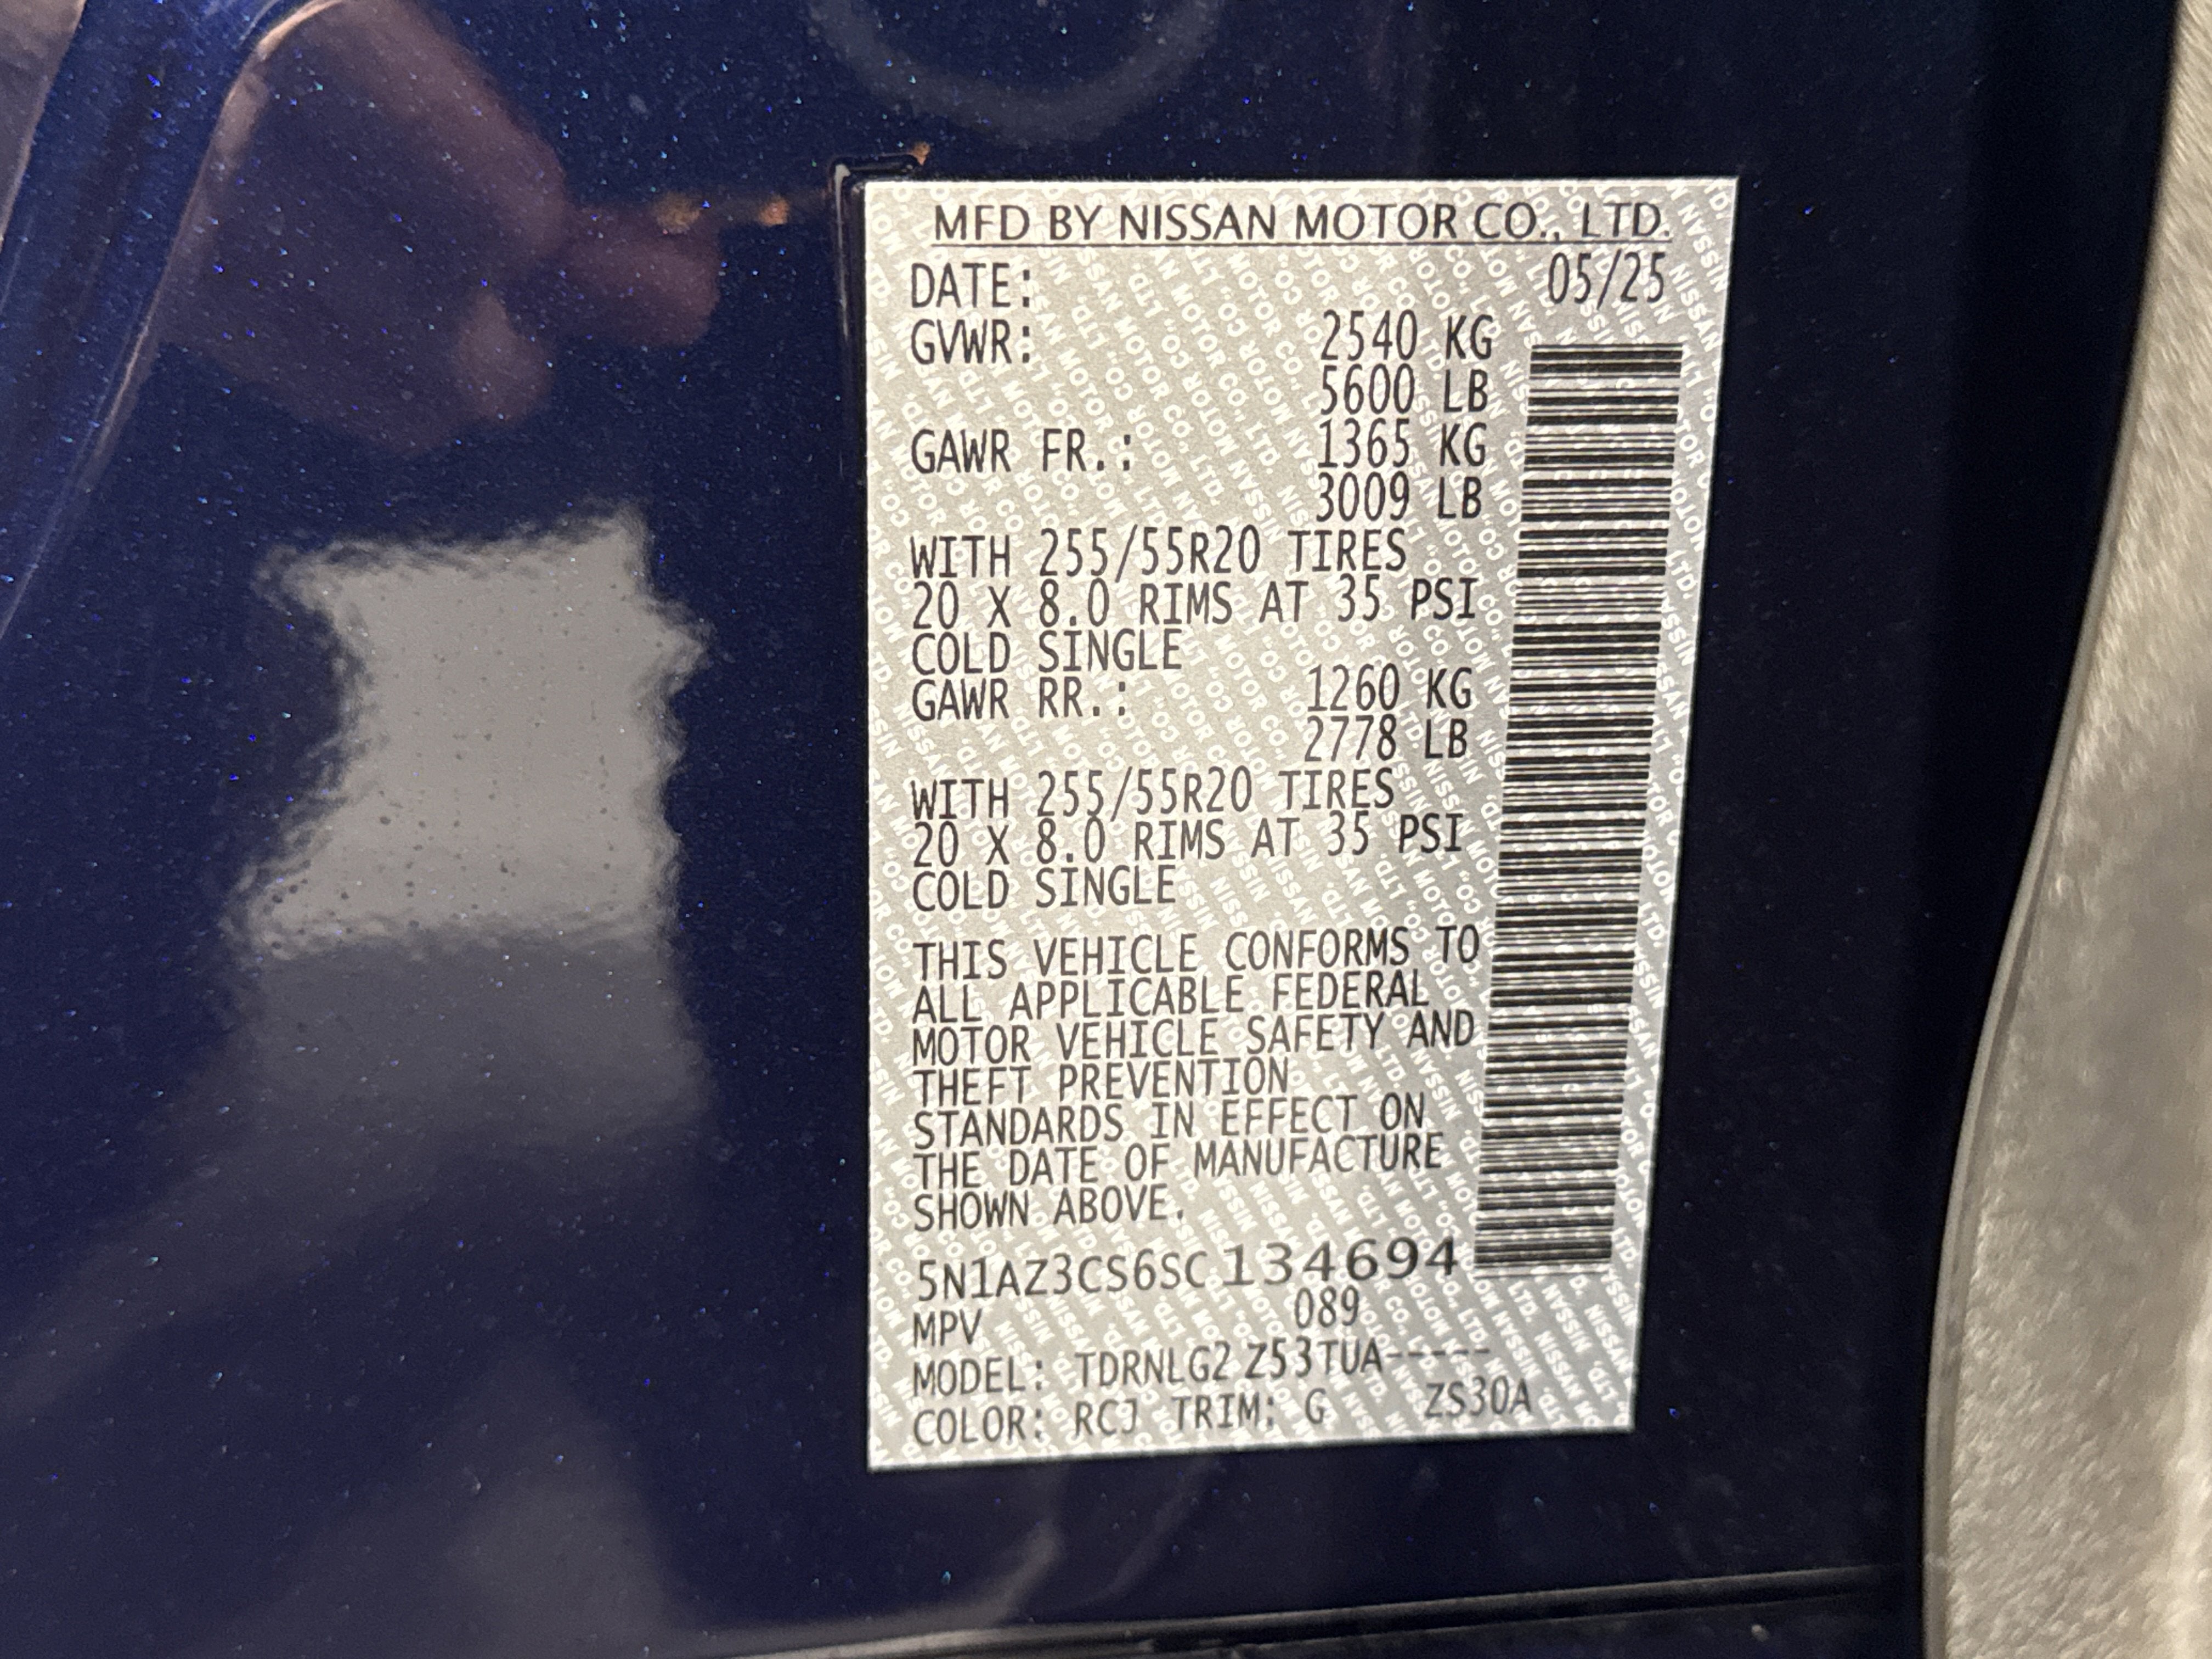 MFD BY NISSAN MOTOR CO., LTD.
DATE: 05/25
GVWR: 2540 KG
5600 LB
GAWR FR.: 1365 KG
3009 LB
WITH 255/55R20 TIRES
20 X 8.0 RIMS AT 35 PSI
COLD SINGLE
GAWR RR.: 1260 KG
2778 LB
WITH 255/55R20 TIRES
20 X 8.0 RIMS AT 35 PSI
COLD SINGLE
THIS VEHICLE CONFORMS TO
ALL APPLICABLE FEDERAL
MOTOR VEHICLE SAFETY AND
THEFT PREVENTION
STANDARDS IN EFFECT ON
THE DATE OF MANUFACTURE
SHOWN ABOVE.
5N1AZ3CS6SC134694
MPV 089
MODEL: TDRNLG2 Z53TUA-----
COLOR: RCJ TRIM: G ZS30A